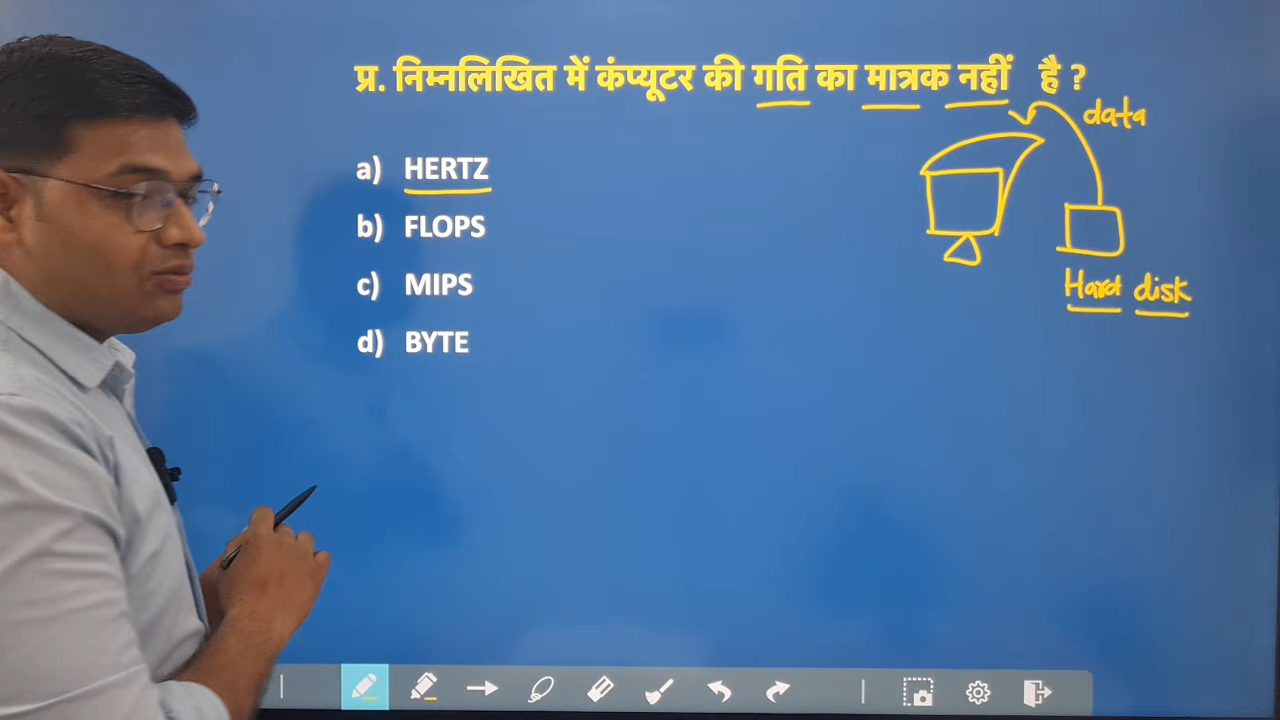 प्र. निम्नलिखित में कंप्यूटर की गति का मात्रक नहीं है ?
data
a) HERTZ
b) FLOPS
c) MIPS
d) BYTE
Hard disk